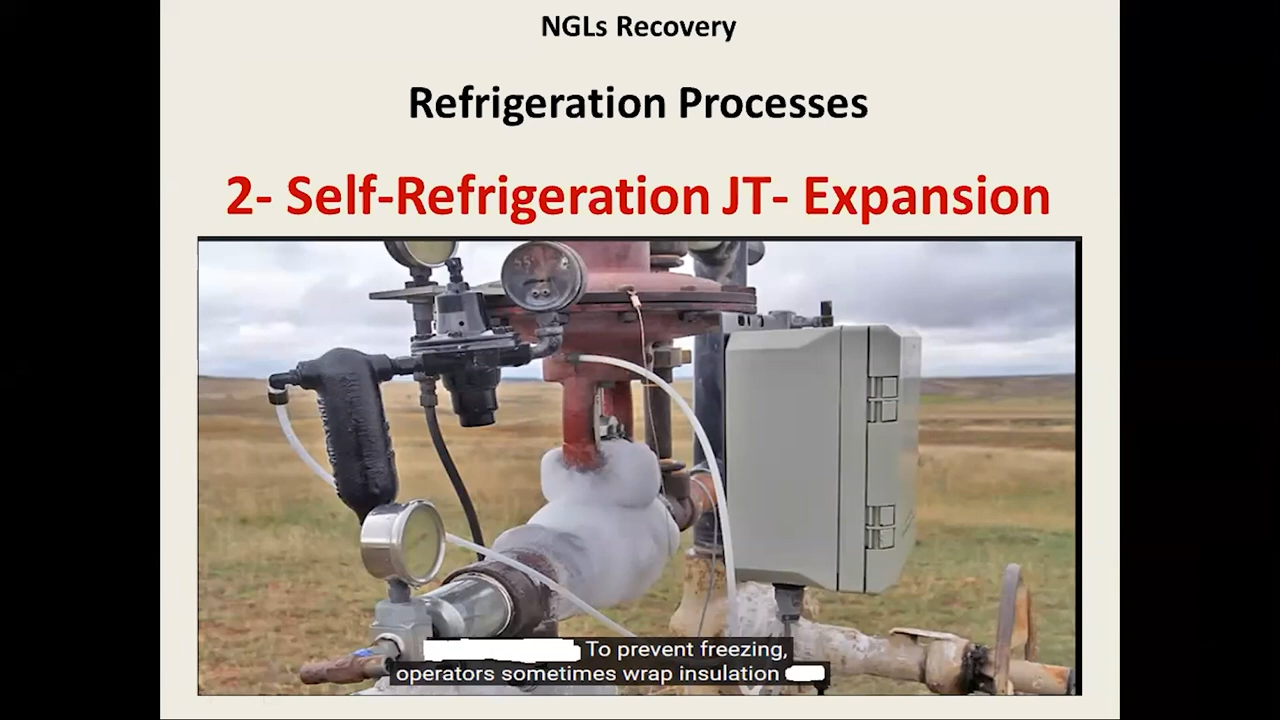 NGLs Recovery
Refrigeration Processes
2- Self-Refrigeration JT- Expansion
To prevent freezing,
operators sometimes wrap insulation